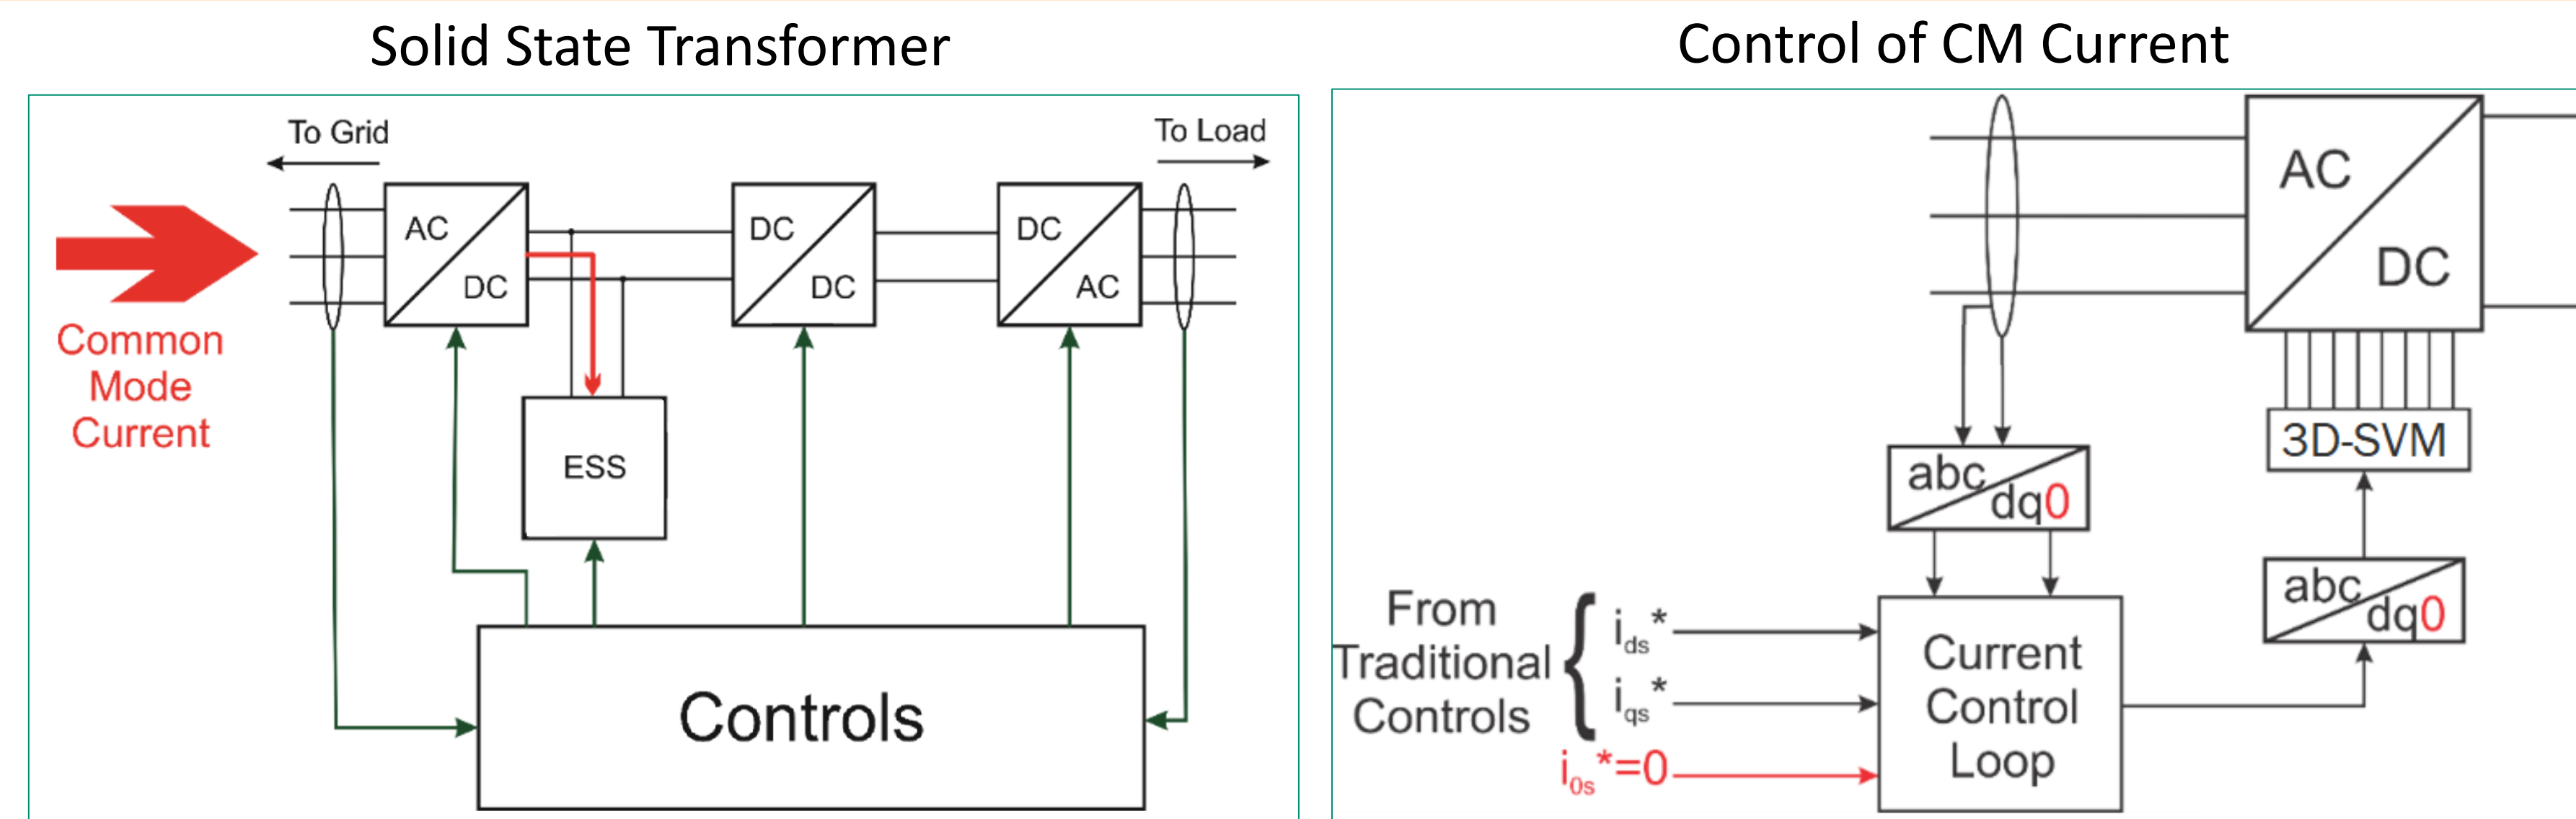 Solid State Transformer
To Grid
To Load
AC
DC
DC
DC
DC
AC
Common
Mode
Current
ESS
Controls
Control of CM Current
AC
DC
3D-SVM
abc
dq0
abc
dq0
From
Traditional
Controls
{
ids*
iqs*
i0s*=0
Current
Control
Loop